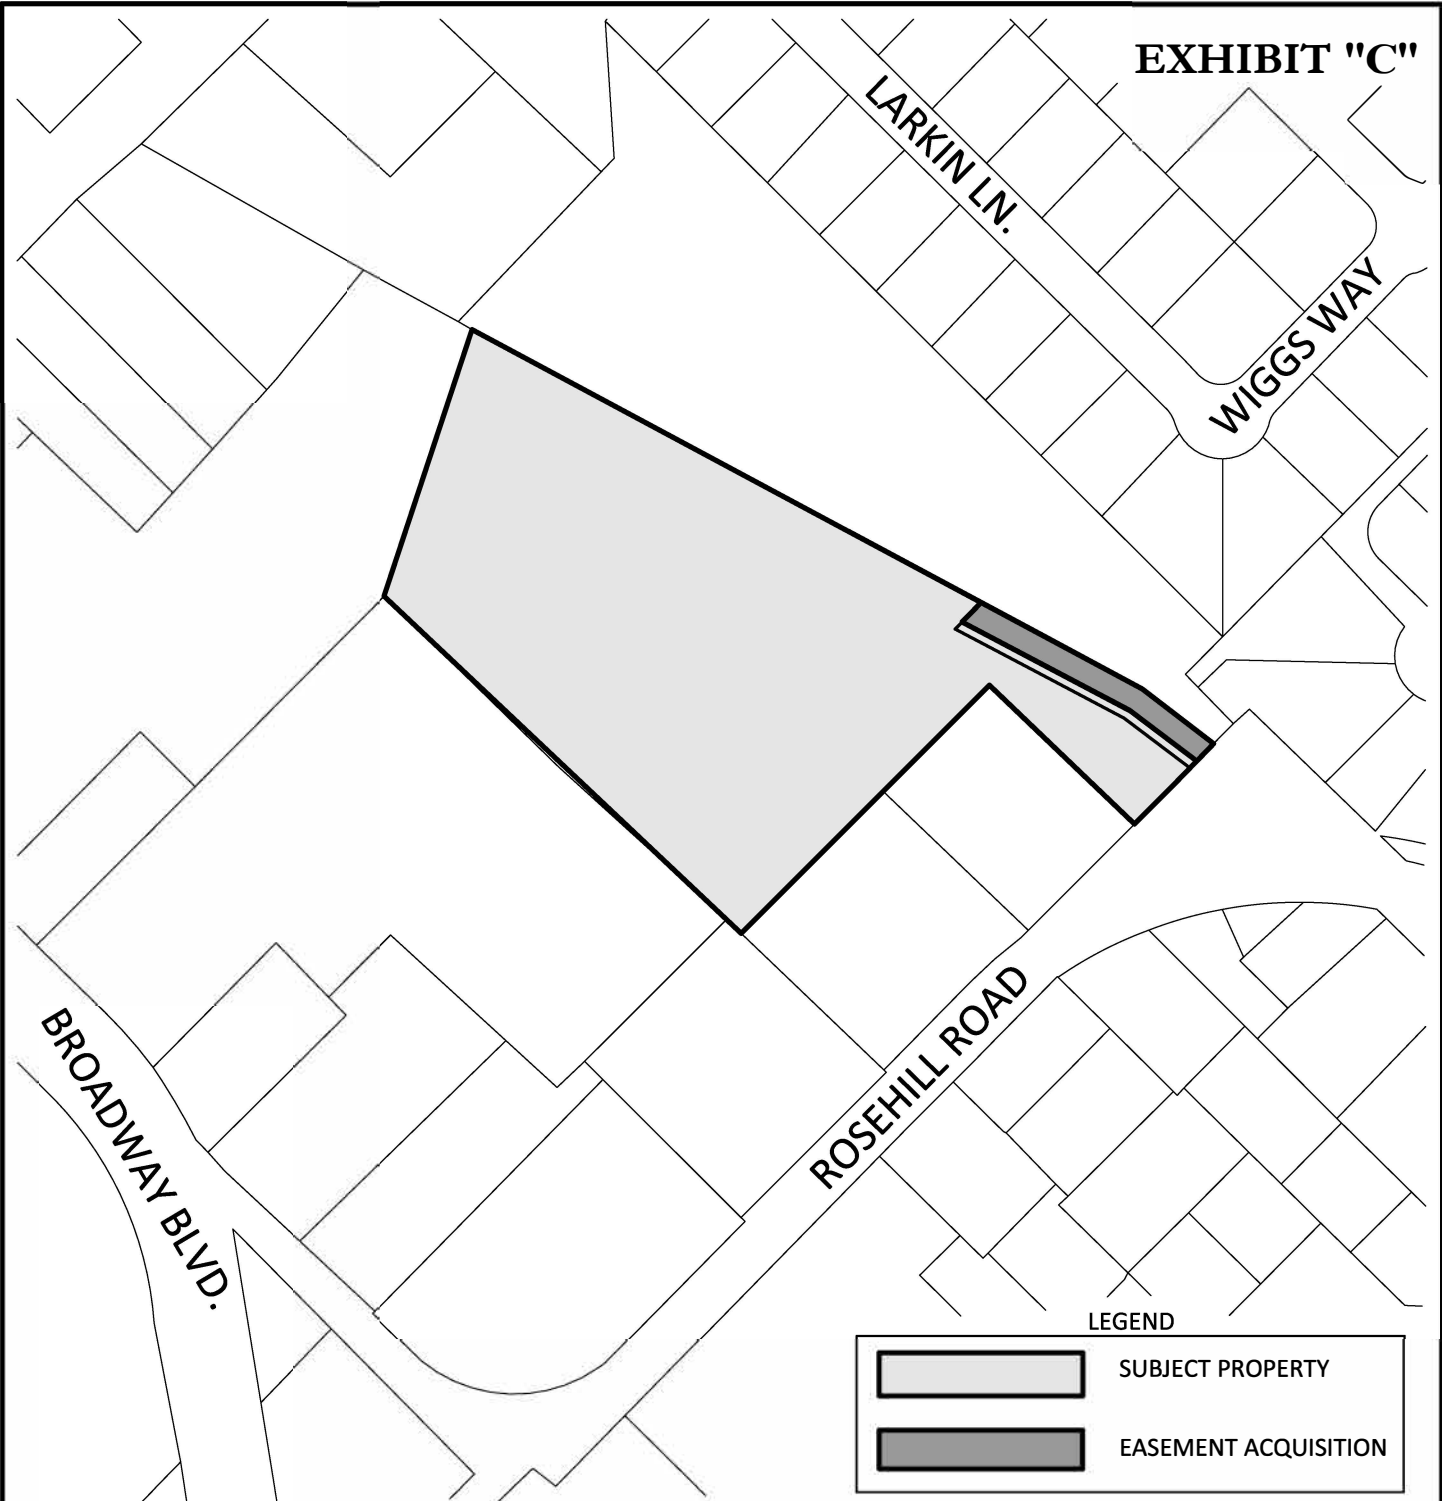 EXHIBIT "C"
LARKIN LN.
WIGGS WAY
ROSEHILL ROAD
BROADWAY BLVD.
LEGEND
SUBJECT PROPERTY
EASEMENT ACQUISITION